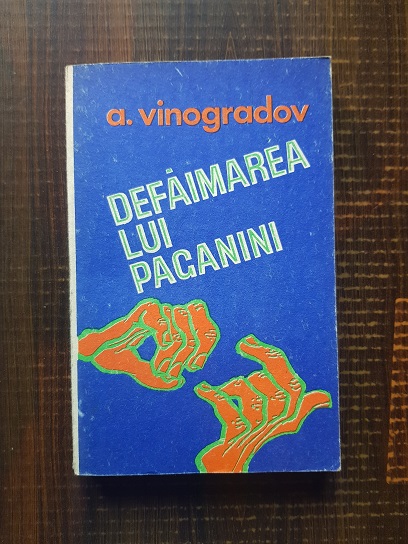 a. vinogradov
DEFĂIMAREA
LUI
PAGANINI